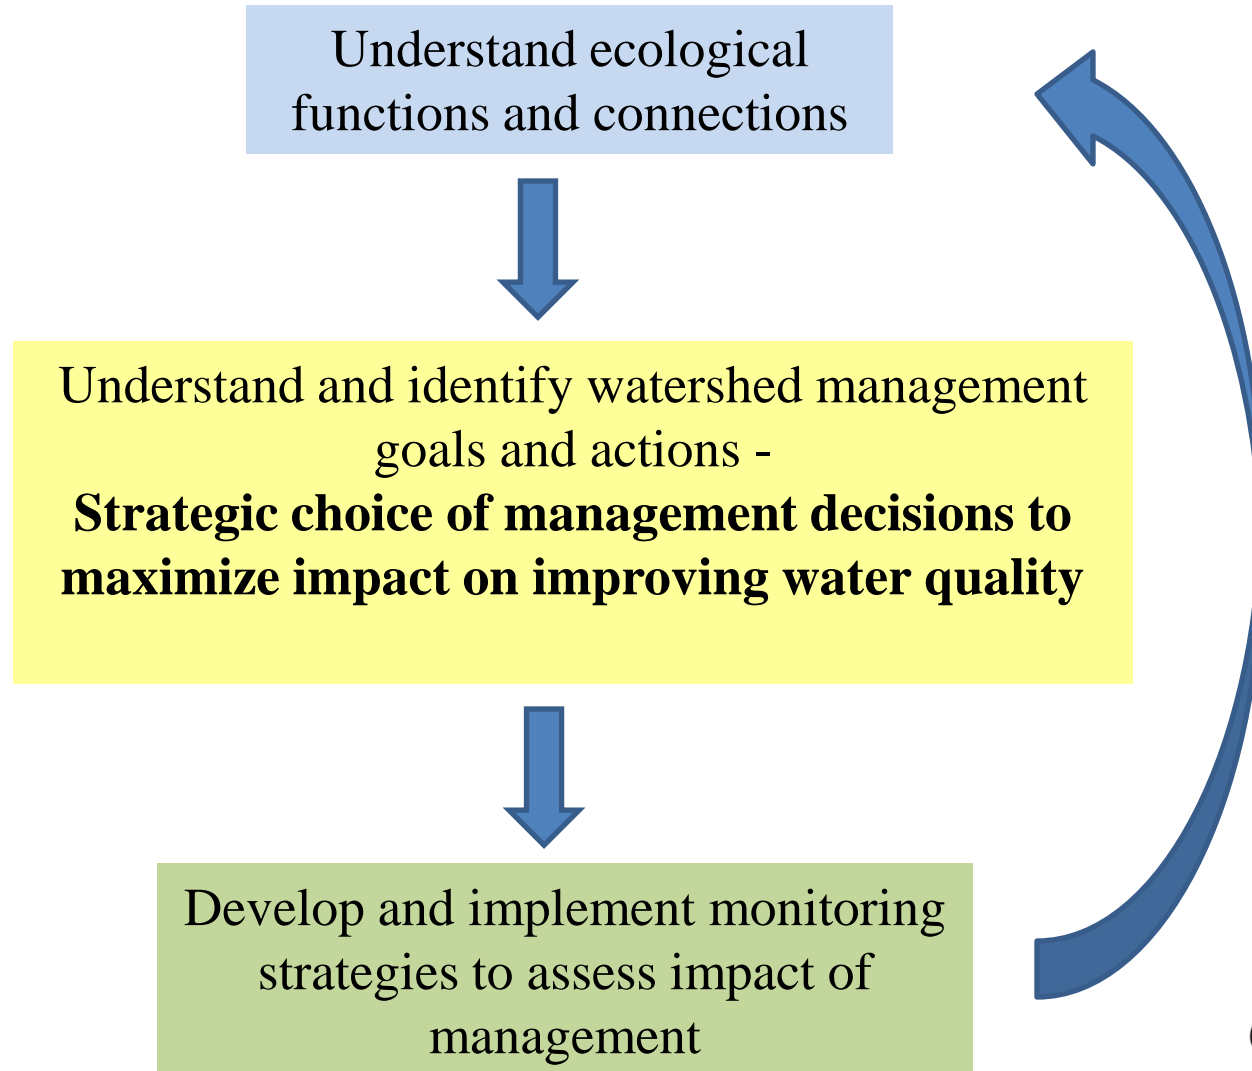 Understand ecological
functions and connections
Understand and identify watershed management
goals and actions -
Strategic choice of management decisions to
maximize impact on improving water quality
Develop and implement monitoring
strategies to assess impact of
management